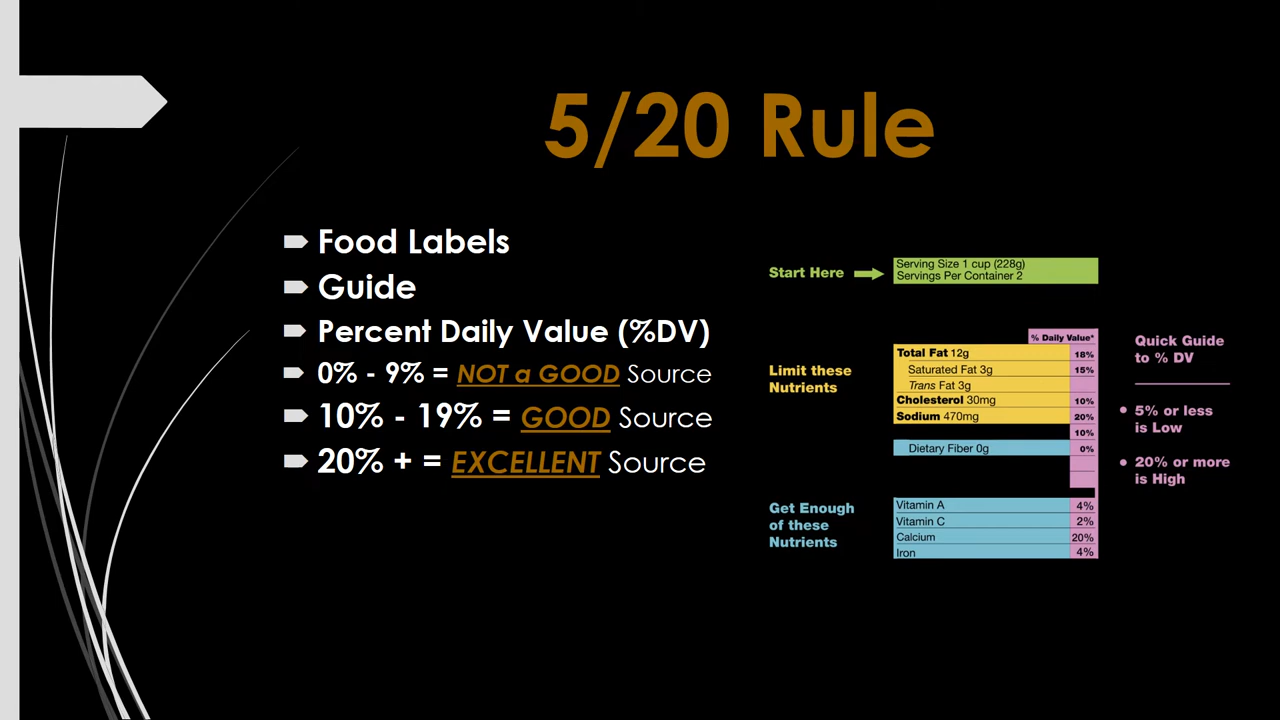 5/20 Rule
Food Labels
Guide
Percent Daily Value (%DV)
0% - 9% = NOT a GOOD Source
10% - 19% = GOOD Source
20% + = EXCELLENT Source
Start Here
Serving Size 1 cup (228g)
Servings Per Container 2
% Daily Value*
Limit these
Nutrients
Total Fat 12g 18%
Saturated Fat 3g 15%
Trans Fat 3g
Cholesterol 30mg 10%
Sodium 470mg 20%
10%
Dietary Fiber 0g 0%
Get Enough
of these
Nutrients
Vitamin A 4%
Vitamin C 2%
Calcium 20%
Iron 4%
Quick Guide
to % DV
• 5% or less
is Low
• 20% or more
is High